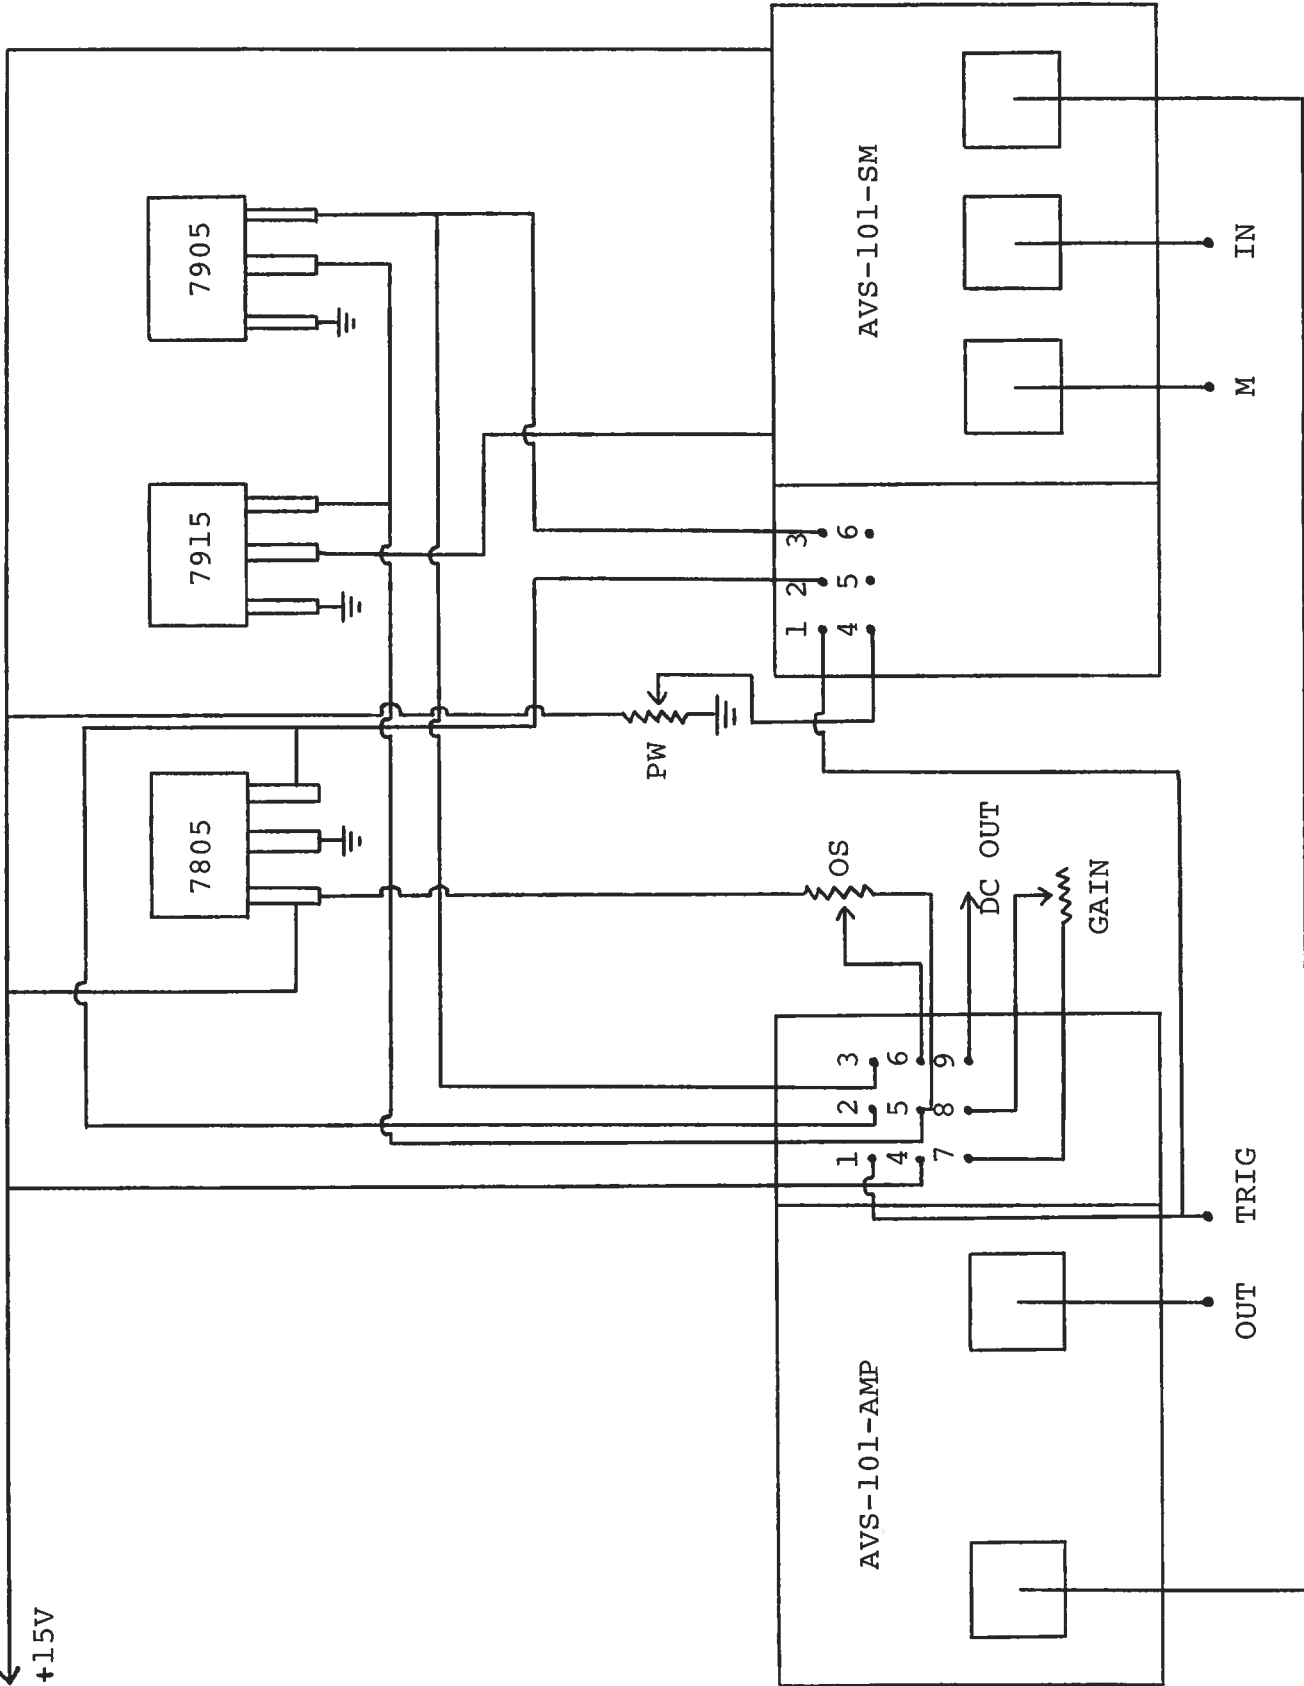 +15V
7805
7915
7905
PW
OS
DC OUT
GAIN
AVS-101-AMP
1 2 3
4 5 6
7 8 9
AVS-101-SM
1 2 3
4 5 6
OUT
TRIG
M
IN